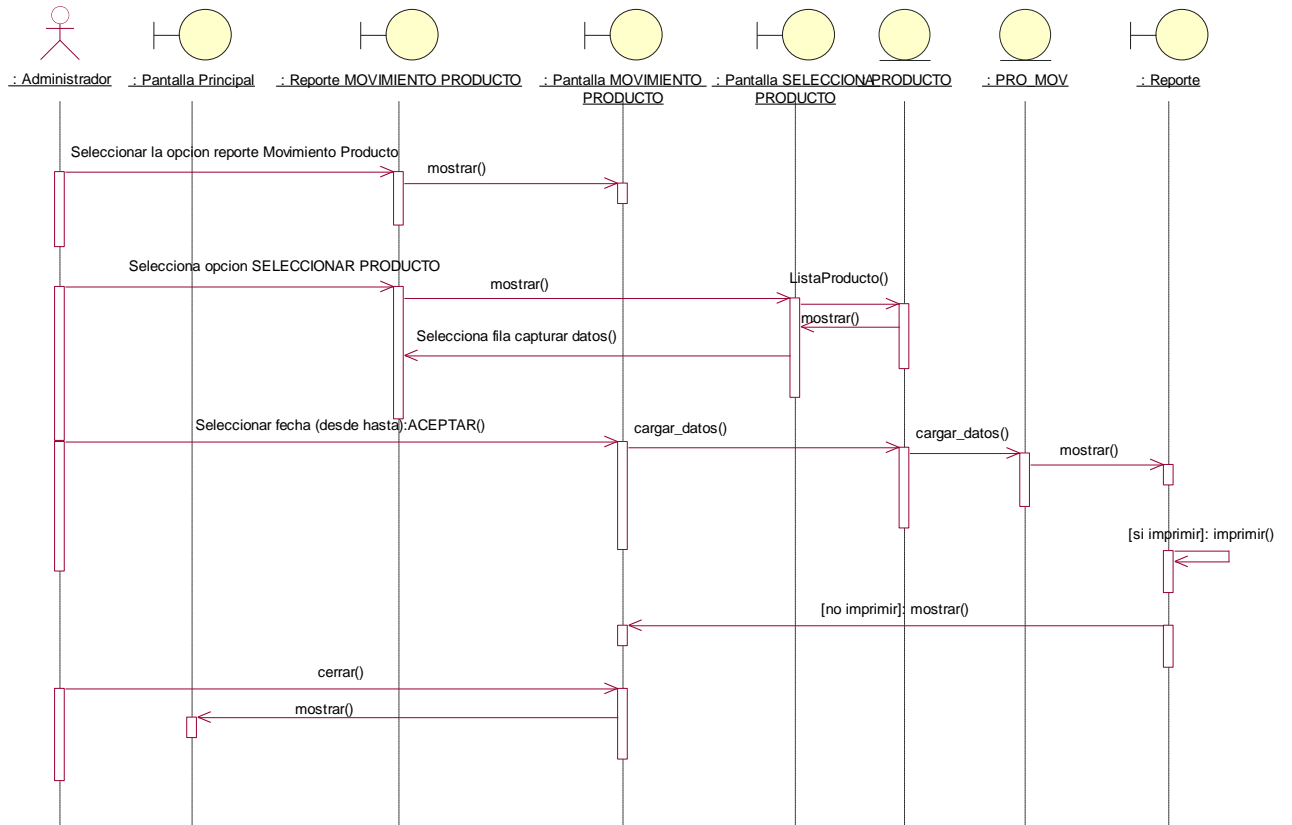 : Administrador
: Pantalla Principal
: Reporte MOVIMIENTO PRODUCTO
: Pantalla MOVIMIENTO
PRODUCTO
: Pantalla SELECCIONA
PRODUCTO
: PRODUCTO
: PRO_MOV
: Reporte
Seleccionar la opcion reporte Movimiento Producto
mostrar()
Selecciona opcion SELECCIONAR PRODUCTO
mostrar()
ListaProducto()
mostrar()
Selecciona fila capturar datos()
Seleccionar fecha (desde hasta):ACEPTAR()
cargar_datos()
cargar_datos()
mostrar()
[si imprimir]: imprimir()
[no imprimir]: mostrar()
cerrar()
mostrar()